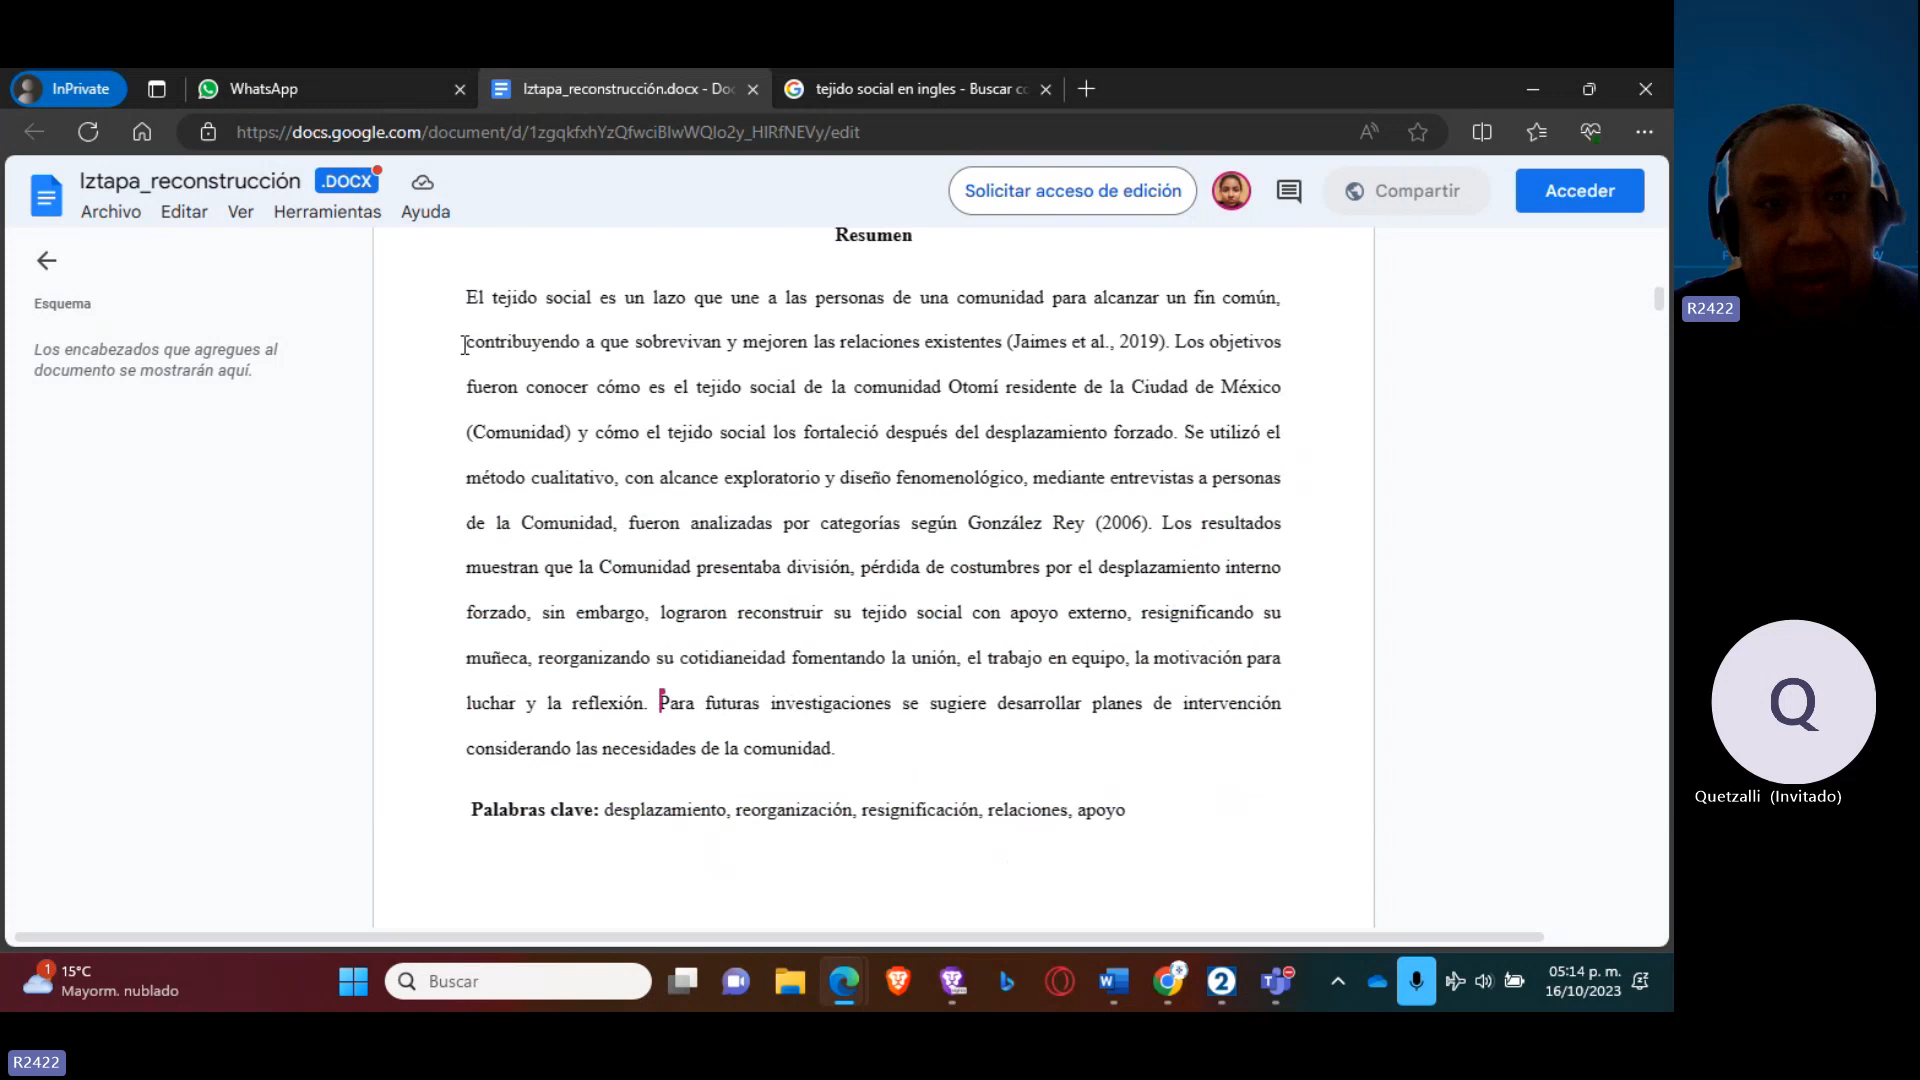 InPrivate
WhatsApp
Iztapa_reconstrucción.docx - Doc
tejido social en ingles - Buscar co
https://docs.google.com/document/d/1zgqkfxhYzQfwciBlwWQlo2y_HIRfNEVy/edit
Iztapa_reconstrucción .DOCX
Archivo Editar Ver Herramientas Ayuda
Solicitar acceso de edición
Compartir
Acceder
Esquema
Los encabezados que agregues al
documento se mostrarán aquí.
Resumen
El tejido social es un lazo que une a las personas de una comunidad para alcanzar un fin común,
contribuyendo a que sobrevivan y mejoren las relaciones existentes (Jaimes et al., 2019). Los objetivos
fueron conocer cómo es el tejido social de la comunidad Otomí residente de la Ciudad de México
(Comunidad) y cómo el tejido social los fortaleció después del desplazamiento forzado. Se utilizó el
método cualitativo, con alcance exploratorio y diseño fenomenológico, mediante entrevistas a personas
de la Comunidad, fueron analizadas por categorías según González Rey (2006). Los resultados
muestran que la Comunidad presentaba división, pérdida de costumbres por el desplazamiento interno
forzado, sin embargo, lograron reconstruir su tejido social con apoyo externo, resignificando su
muñeca, reorganizando su cotidianeidad fomentando la unión, el trabajo en equipo, la motivación para
luchar y la reflexión. Para futuras investigaciones se sugiere desarrollar planes de intervención
considerando las necesidades de la comunidad.
Palabras clave: desplazamiento, reorganización, resignificación, relaciones, apoyo
R2422
Q
Quetzalli (Invitado)
1
15°C
Mayorm. nublado
Buscar
05:14 p. m.
16/10/2023
R2422